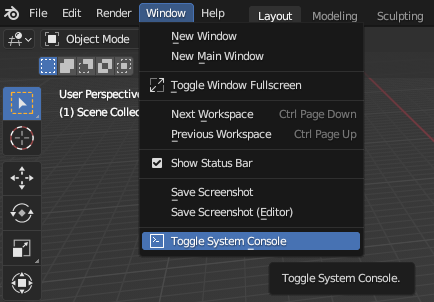 File Edit Render Window Help Layout Modeling Sculpting
Object Mode
New Window
New Main Window
Toggle Window Fullscreen
User Perspective
(1) Scene Collec
Next Workspace Ctrl Page Down
Previous Workspace Ctrl Page Up
Show Status Bar
Save Screenshot
Save Screenshot (Editor)
Toggle System Console
Toggle System Console.